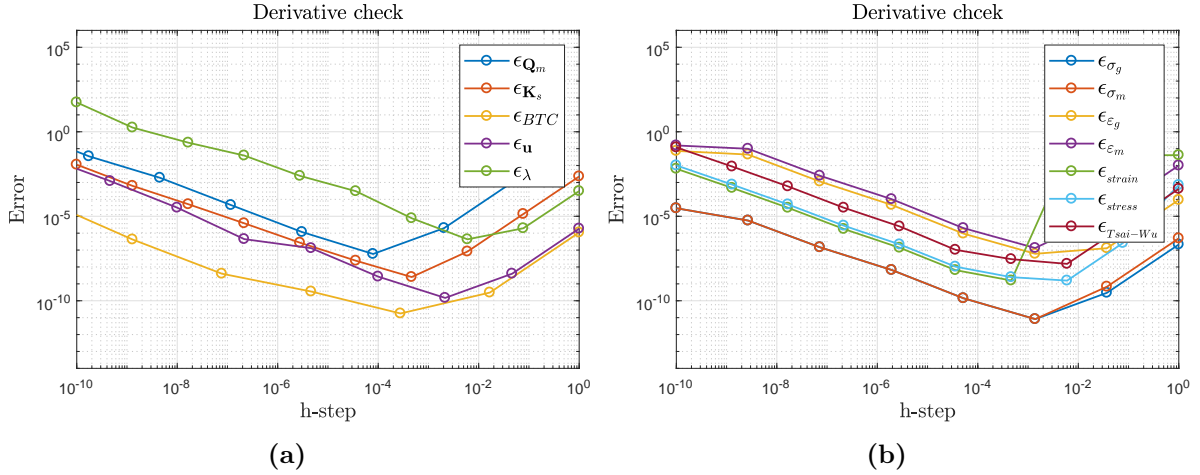 Derivative check
Error
10^5
10^0
10^-5
10^-10
10^-10
10^-8
10^-6
10^-4
10^-2
10^0
h-step
ϵ_{𝐐_m}
ϵ_{𝐊_s}
ϵ_{BTC}
ϵ_𝐮
ϵ_λ
(a)
Derivative chcek
Error
10^5
10^0
10^-5
10^-10
10^-10
10^-8
10^-6
10^-4
10^-2
10^0
h-step
ϵ_{σ_g}
ϵ_{σ_m}
ϵ_{ε_g}
ϵ_{ε_m}
ϵ_{strain}
ϵ_{stress}
ϵ_{Tsai−Wu}
(b)